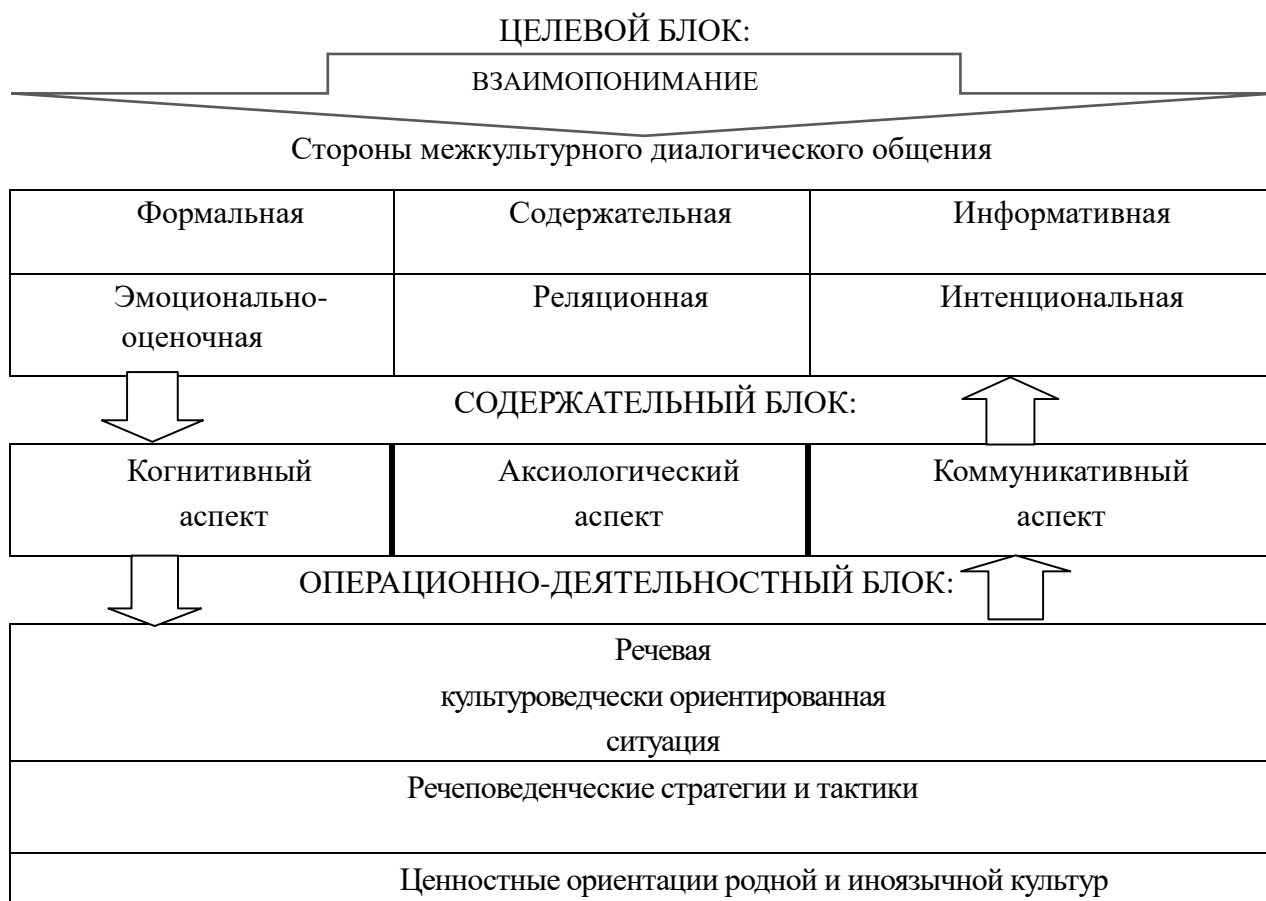 ЦЕЛЕВОЙ БЛОК:
ВЗАИМОПОНИМАНИЕ
Стороны межкультурного диалогического общения
Формальная
Содержательная
Информативная
Эмоционально-
оценочная
Реляционная
Интенциональная
СОДЕРЖАТЕЛЬНЫЙ БЛОК:
Когнитивный
аспект
Аксиологический
аспект
Коммуникативный
аспект
ОПЕРАЦИОННО-ДЕЯТЕЛЬНОСТНЫЙ БЛОК:
Речевая
культуроведчески ориентированная
ситуация
Речеповеденческие стратегии и тактики
Ценностные ориентации родной и иноязычной культур